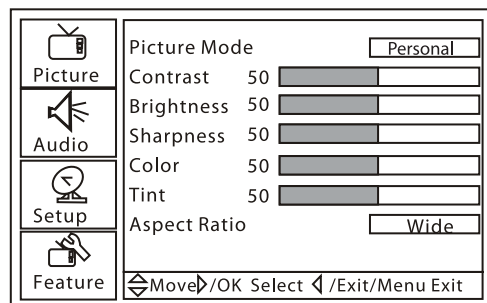 Picture
Audio
Setup
Feature
Picture Mode Personal
Contrast 50
Brightness 50
Sharpness 50
Color 50
Tint 50
Aspect Ratio Wide
Move /OK Select /Exit/Menu Exit